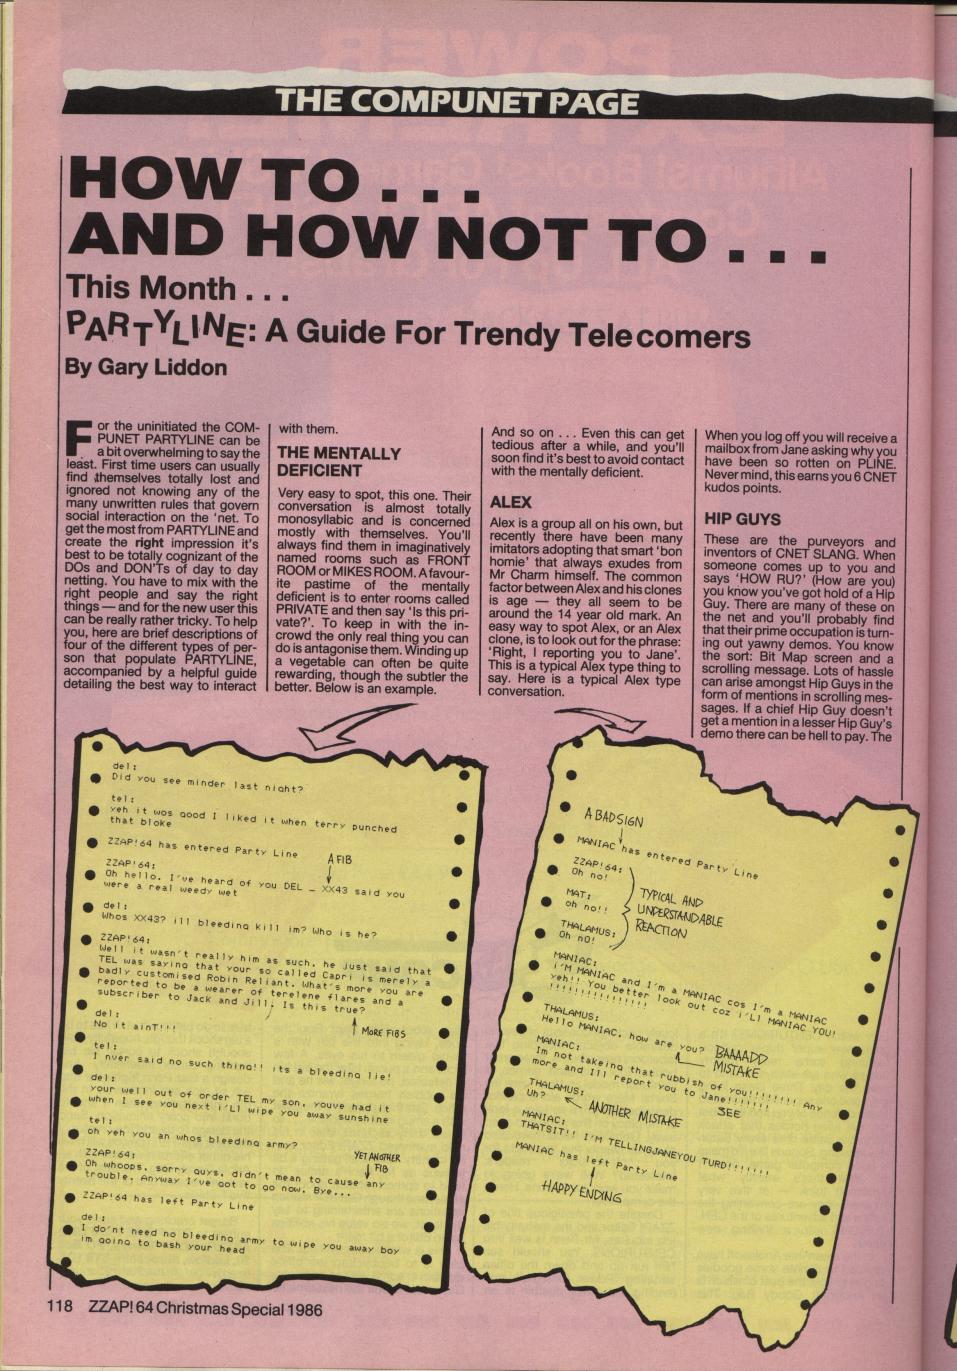 THE COMPUNET PAGE
HOW TO . . .
AND HOW NOT TO . . .
This Month . . .
PARTYLINE: A Guide For Trendy Telecomers
By Gary Liddon
For the uninitiated the COM-
PUNET PARTYLINE can be
a bit overwhelming to say the
least. First time users can usually
find themselves totally lost and
ignored not knowing any of the
many unwritten rules that govern
social interaction on the 'net. To
get the most from PARTYLINE and
create the right impression it's
best to be totally cognizant of the
DOs and DON'Ts of day to day
netting. You have to mix with the
right people and say the right
things — and for the new user this
can be really rather tricky. To help
you, here are brief descriptions of
four of the different types of per-
son that populate PARTYLINE,
accompanied by a helpful guide
detailing the best way to interact
with them.
THE MENTALLY
DEFICIENT
Very easy to spot, this one. Their
conversation is almost totally
monosyllabic and is concerned
mostly with themselves. You'll
always find them in imaginatively
named rooms such as FRONT
ROOM or MIKES ROOM. A favour-
ite pastime of the mentally
deficient is to enter rooms called
PRIVATE and then say 'Is this pri-
vate?'. To keep in with the in-
crowd the only real thing you can
do is antagonise them. Winding up
a vegetable can often be quite
rewarding, though the subtler the
better. Below is an example.
And so on . . . Even this can get
tedious after a while, and you'll
soon find it's best to avoid contact
with the mentally deficient.
ALEX
Alex is a group all on his own, but
recently there have been many
imitators adopting that smart 'bon
homie' that always exudes from
Mr Charm himself. The common
factor between Alex and his clones
is age — they all seem to be
around the 14 year old mark. An
easy way to spot Alex, or an Alex
clone, is to look out for the phrase:
'Right, I reporting you to Jane'.
This is a typical Alex type thing to
say. Here is a typical Alex type
conversation.
When you log off you will receive a
mailbox from Jane asking why you
have been so rotten on PLINE.
Never mind, this earns you 6 CNET
kudos points.
HIP GUYS
These are the purveyors and
inventors of CNET SLANG. When
someone comes up to you and
says 'HOW RU?' (How are you)
you know you've got hold of a Hip
Guy. There are many of these on
the net and you'll probably find
that their prime occupation is turn-
ing out yawny demos. You know
the sort: Bit Map screen and a
scrolling message. Lots of hassle
can arise amongst Hip Guys in the
form of mentions in scrolling mes-
sages. If a chief Hip Guy doesn't
get a mention in a lesser Hip Guy's
demo there can be hell to pay. The
del:
Did you see minder last night?
tel:
yeh it was good I liked it when terry punched
that bloke
ZZAP!64 has entered Party Line
A FIB
ZZAP!64:
Oh hello. I've heard of you DEL _ XX43 said you
were a real weedy wet
del:
Whos XX43? ill bleeding kill im? Who is he?
ZZAP!64:
Well it wasn't really him as such, he just said that
TEL was saying that your so called Capri is merely a
badly customised Robin Reliant. What's more you are
reported to be a wearer of terelene flares and a
subscriber to Jack and Jill. Is this true?
MORE FIBS
del:
No it ainT!!!
tel:
I nver said no such thing!! its a bleeding lie!
del:
your well out of order TEL my son, youve had it
when I see you next i'Ll wipe you away sunshine
tel:
oh yeh you an whos bleeding army?
YET ANOTHER
FIB
ZZAP!64:
Oh whoops, sorry guys, didn't mean to cause any
trouble. Anyway I've got to go now. Bye...
ZZAP!64 has left Party Line
del:
I do'nt need no bleeding army to wipe you away boy
im going to bash your head
A BAD SIGN
MANIAC has entered Party Line
ZZAP!64:
Oh no!
MAT:
oh no!!
THALAMUS:
Oh nO!
TYPICAL AND
UNDERSTANDABLE
REACTION
MANIAC:
i'M MANIAC and I'm a MANIAC cos I'm a MANIAC
yeh!! You better look out coz i'Ll MANIAC YOU!
!!!!!!!!!!!!!!!!!
THALAMUS:
Hello MANIAC, how are you?
BAAAADD
MISTAKE
MANIAC:
Im not takeing that rubbish of you!!!!!!!!! Any
more and Ill report you to Jane!!!!!!!
SEE
THALAMUS:
Uh?
ANOTHER MISTAKE
MANIAC:
THATSIT!! I'M TELLINGJANEYOU TURD!!!!!!!
MANIAC has left Party Line
HAPPY ENDING
118 ZZAP! 64 Christmas Special 1986